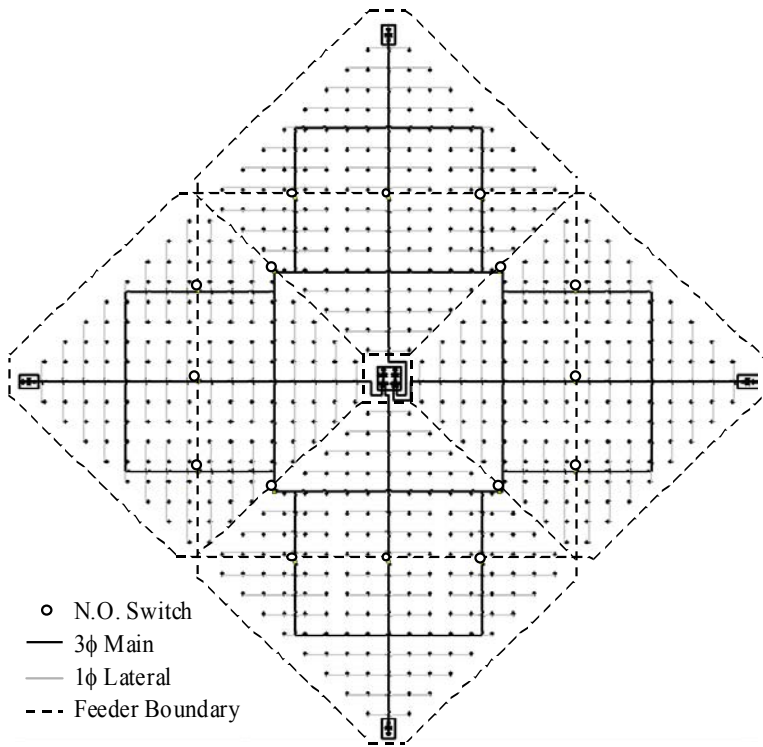 N.O. Switch
3ϕ Main
1ϕ Lateral
Feeder Boundary